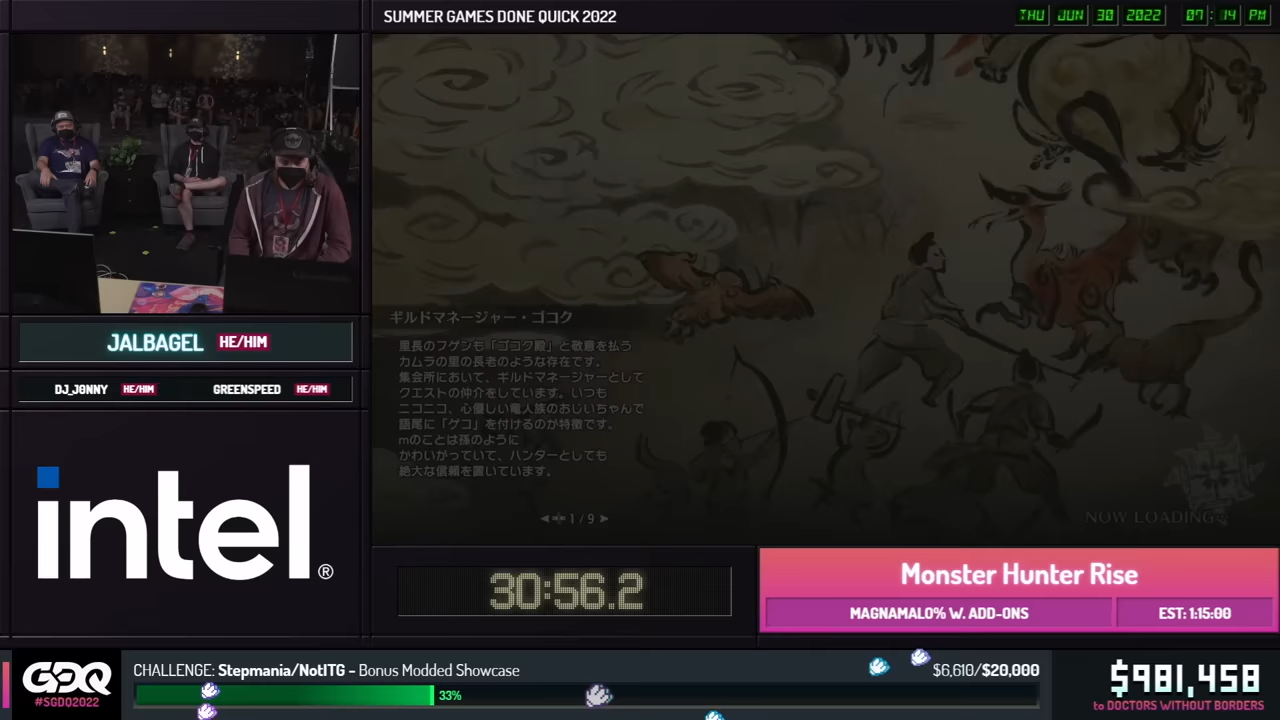 SUMMER GAMES DONE QUICK 2022
THU JUN 30 2022 07:14 PM
JALBAGEL HE/HIM
DJ_J0NNY HE/HIM GREENSPEED HE/HIM
intel®
ギルドマネージャー・ゴコク
里長のフゲンも「ゴコク殿」と敬意を払う
カムラの里の長老のような存在です。
集会所において、ギルドマネージャーとして
クエストの仲介をしています。いつも
ニコニコ、心優しい竜人族のおじいちゃんで
語尾に「ゲコ」を付けるのが特徴です。
mのことは孫のように
かわいがっていて、ハンターとしても
絶大な信頼を置いています。
1 / 9
NOW LOADING
30:56.2
Monster Hunter Rise
MAGNAMALO% W. ADD-ONS
EST: 1:15:00
GDQ
#SGDQ2022
CHALLENGE: Stepmania/NotITG – Bonus Modded Showcase
$6,610/$20,000
33%
$981,458
to DOCTORS WITHOUT BORDERS